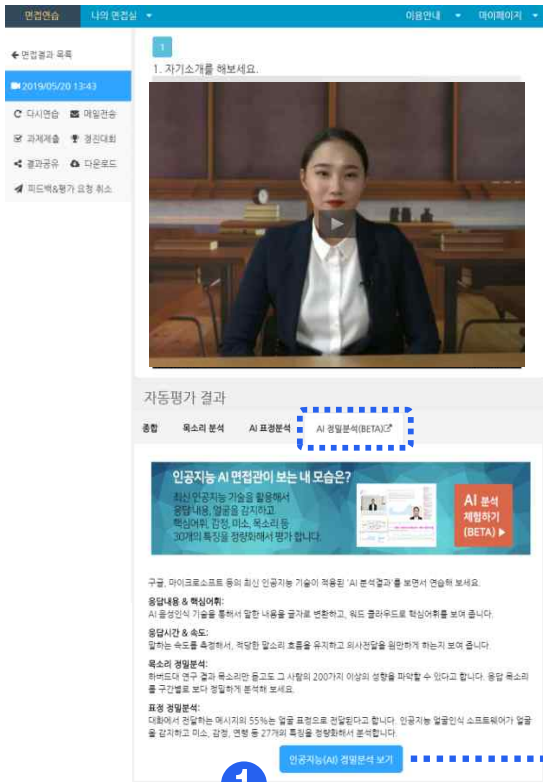 면접연습 나의 면접실 이용안내 마이페이지
면접결과 목록
2019/05/20 13:43
다시연습 메일전송
과제제출 경진대회
결과공유 다운로드
피드백&평가 요청 취소
1
1. 자기소개를 해보세요.
자동평가 결과
종합 목소리 분석 AI 표정분석 AI 정밀분석(BETA)
인공지능 AI 면접관이 보는 내 모습은?
최신 인공지능 기술을 활용해서
응답내용, 얼굴을 감지하고
핵심어휘, 감정, 미소, 목소리 등
30개의 특징을 정량화해서 평가 합니다.
AI 분석
체험하기
(BETA) ▶
구글, 마이크로소프트 등의 최신 인공지능 기술이 적용된 'AI 분석결과'를 보면서 연습해 보세요.
응답내용 & 핵심어휘:
AI 음성인식 기술을 통해서 말한 내용을 글자로 변환하고, 워드 클라우드로 핵심어휘를 보여 줍니다.
응답시간 & 속도:
말하는 속도를 측정해서, 적당한 말소리 흐름을 유지하고 의사전달을 원만하게 하는지 보여 줍니다.
목소리 정밀분석:
하버드대 연구 결과 목소리만 듣고도 그 사람의 200가지 이상의 성향을 파악할 수 있다고 합니다. 응답 목소리
를 구간별로 보다 정밀하게 분석해 보세요.
표정 정밀분석:
대화에서 전달하는 메시지의 55%는 얼굴 표정으로 전달된다고 합니다. 인공지능 얼굴인식 소프트웨어가 얼굴
을 감지하고 미소, 감정, 연령 등 27개의 특징을 정량화해서 분석합니다.
인공지능(AI) 정밀분석 보기
1